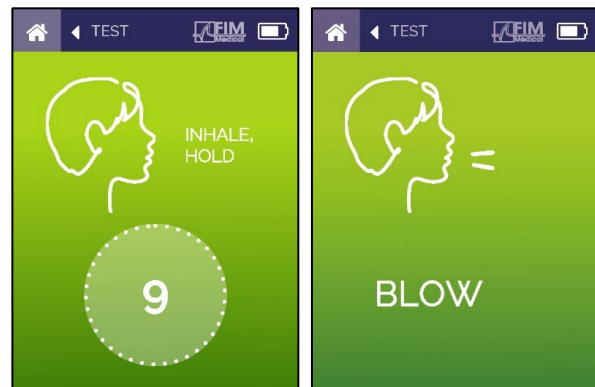 TEST
FIM
Medical
INHALE,
HOLD
9
TEST
FIM
Medical
BLOW